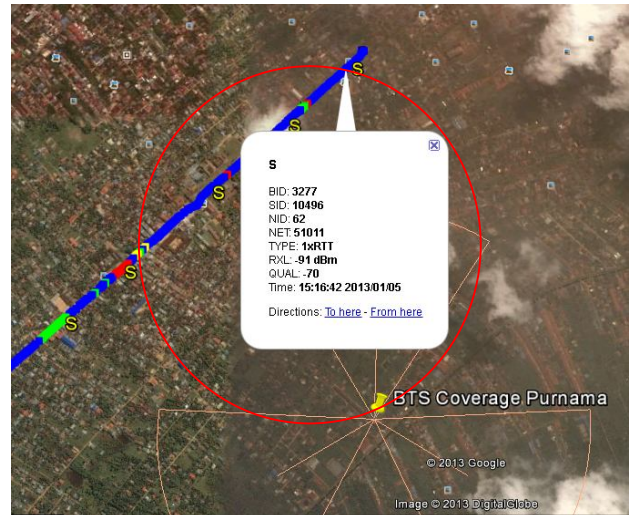 S
S
S
S
S
S
BID: 3277
SID: 10496
NID: 62
NET: 51011
TYPE: 1xRTT
RXL: -91 dBm
QUAL: -70
Time: 15:16:42 2013/01/05
Directions: To here - From here
BTS Coverage Purnama
© 2013 Google
Image © 2013 DigitalGlobe